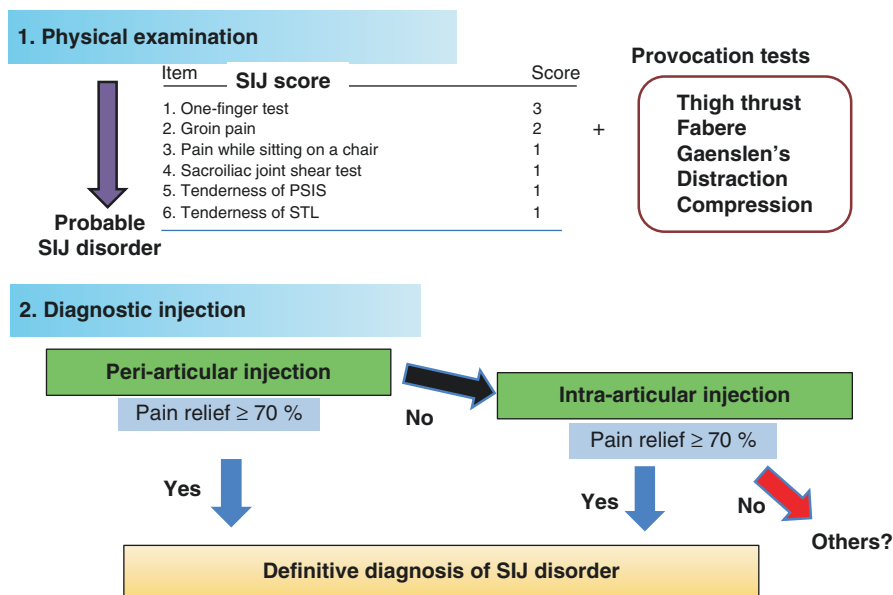 1. Physical examination
Item SIJ score Score
1. One-finger test 3
2. Groin pain 2
3. Pain while sitting on a chair 1
4. Sacroiliac joint shear test 1
5. Tenderness of PSIS 1
6. Tenderness of STL 1
Probable
SIJ disorder
+
Provocation tests
Thigh thrust
Fabere
Gaenslen's
Distraction
Compression
2. Diagnostic injection
Peri-articular injection
Pain relief ≥ 70 %
No
Intra-articular injection
Pain relief ≥ 70 %
Yes
Yes
No
Others?
Definitive diagnosis of SIJ disorder